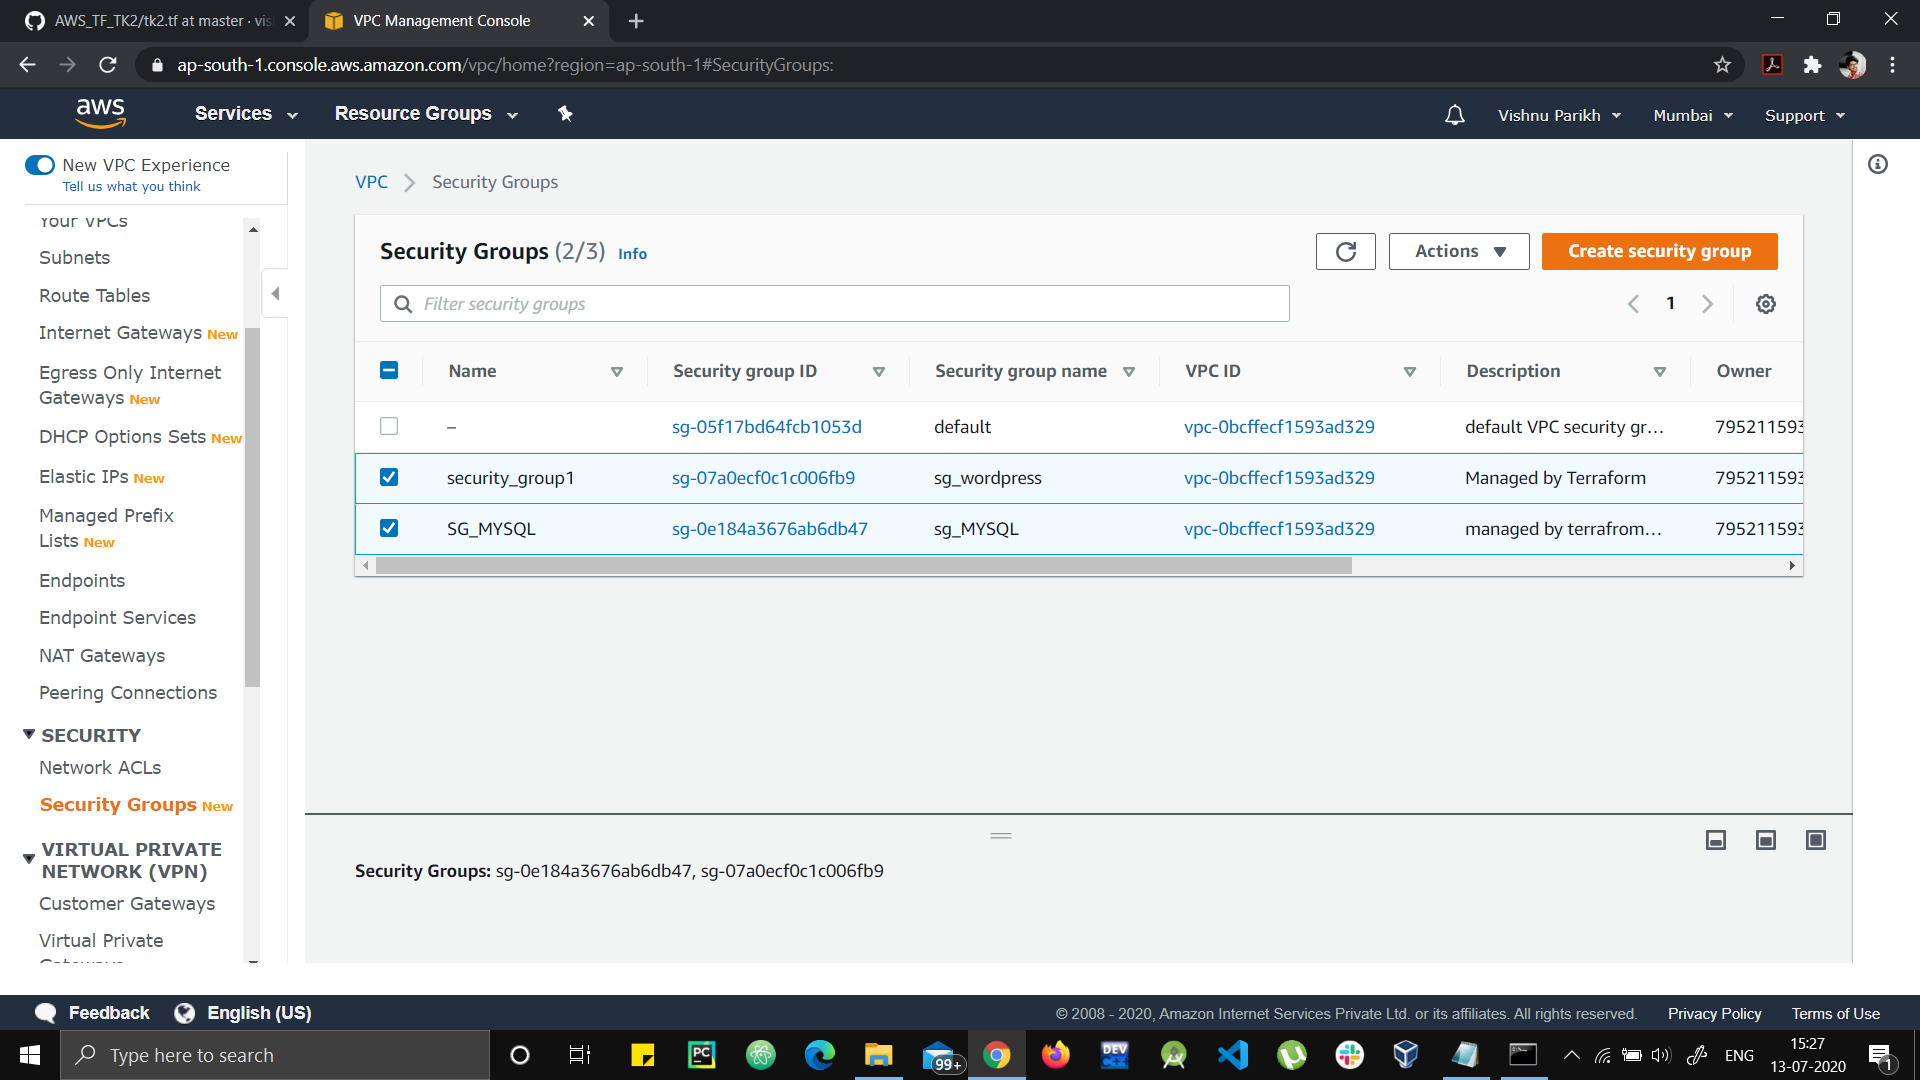 AWS_TF_TK2/tk2.tf at master · vis
VPC Management Console
ap-south-1.console.aws.amazon.com/vpc/home?region=ap-south-1#SecurityGroups:
aws
Services
Resource Groups
Vishnu Parikh
Mumbai
Support
New VPC Experience
Tell us what you think
Your VPCs
Subnets
Route Tables
Internet Gateways New
Egress Only Internet
Gateways New
DHCP Options Sets New
Elastic IPs New
Managed Prefix
Lists New
Endpoints
Endpoint Services
NAT Gateways
Peering Connections
SECURITY
Network ACLs
Security Groups New
VIRTUAL PRIVATE
NETWORK (VPN)
Customer Gateways
Virtual Private
Gateways
VPC > Security Groups
Security Groups (2/3) Info
Actions
Create security group
Filter security groups
1
Name Security group ID Security group name VPC ID Description Owner
– sg-05f17bd64fcb1053d default vpc-0bcffecf1593ad329 default VPC security gr... 795211593
security_group1 sg-07a0ecf0c1c006fb9 sg_wordpress vpc-0bcffecf1593ad329 Managed by Terraform 795211593
SG_MYSQL sg-0e184a3676ab6db47 sg_MYSQL vpc-0bcffecf1593ad329 managed by terrafrom... 795211593
Security Groups: sg-0e184a3676ab6db47, sg-07a0ecf0c1c006fb9
Feedback
English (US)
© 2008 - 2020, Amazon Internet Services Private Ltd. or its affiliates. All rights reserved.
Privacy Policy
Terms of Use
Type here to search
PC
99+
DEV
C++
ENG
15:27
13-07-2020
1